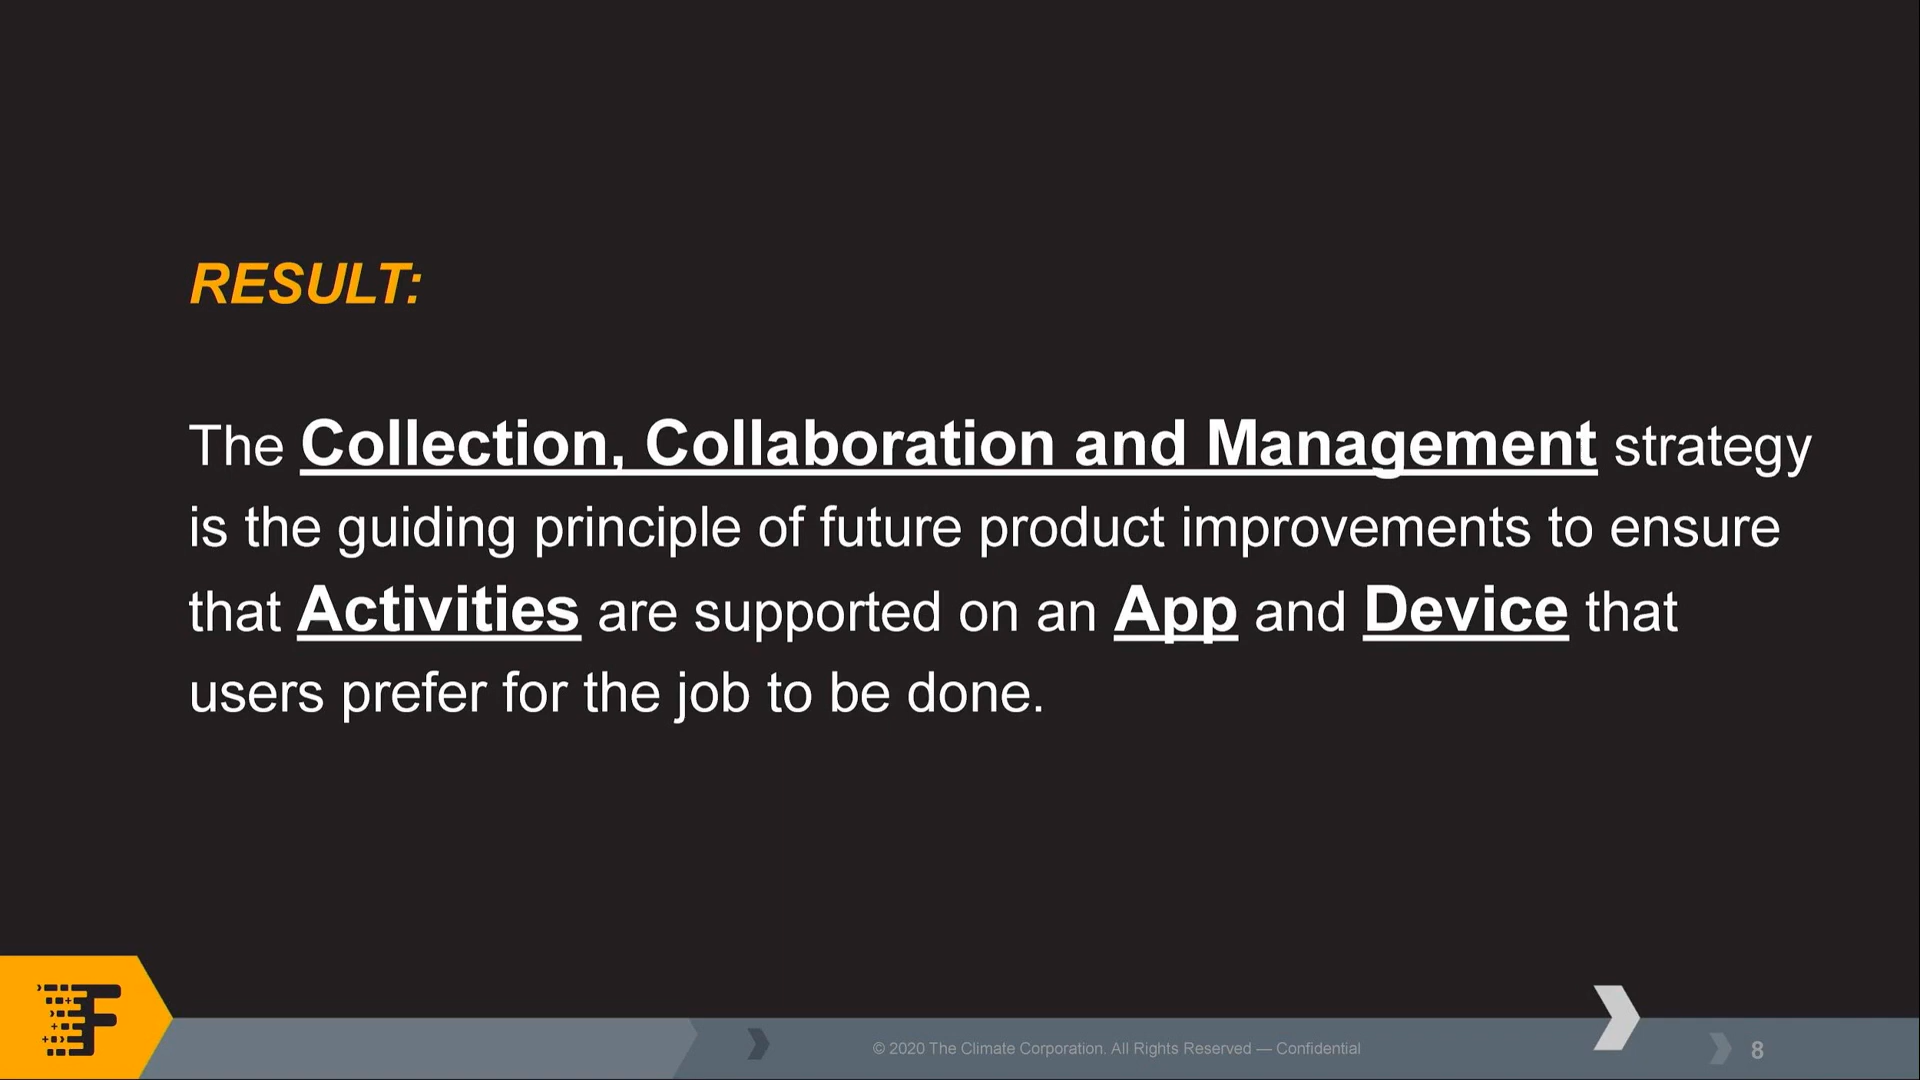 RESULT:
The Collection, Collaboration and Management strategy
is the guiding principle of future product improvements to ensure
that Activities are supported on an App and Device that
users prefer for the job to be done.
F
© 2020 The Climate Corporation. All Rights Reserved — Confidential
8